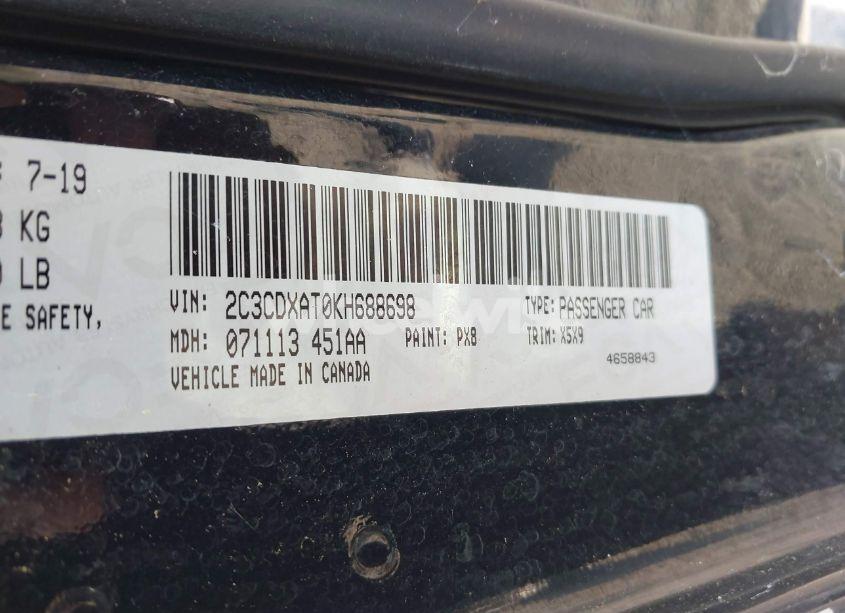 7-19
KG
LB
E SAFETY,
VIN: 2C3CDXAT0KH688698 TYPE: PASSENGER CAR
MDH: 071113 451AA PAINT: PX8 TRIM: X5X9
4658843
VEHICLE MADE IN CANADA